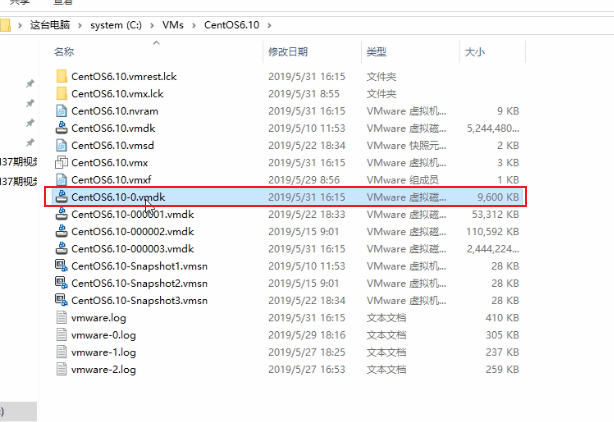 共享 查看
这台电脑 › system (C:) › VMs › CentOS6.10 ›
名称 修改日期 类型 大小
CentOS6.10.vmrest.lck 2019/5/31 16:15 文件夹
CentOS6.10.vmx.lck 2019/5/31 8:55 文件夹
CentOS6.10.nvram 2019/5/31 16:15 VMware 虚拟机... 9 KB
CentOS6.10.vmdk 2019/5/10 11:53 VMware 虚拟磁... 5,244,480...
CentOS6.10.vmsd 2019/5/22 18:34 VMware 快照元... 2 KB
CentOS6.10.vmx 2019/5/31 16:15 VMware 虚拟机... 3 KB
CentOS6.10.vmxf 2019/5/29 8:56 VMware 组成员 1 KB
CentOS6.10-0.vmdk 2019/5/31 16:15 VMware 虚拟磁... 9,600 KB
CentOS6.10-000001.vmdk 2019/5/22 18:33 VMware 虚拟磁... 53,312 KB
CentOS6.10-000002.vmdk 2019/5/15 9:01 VMware 虚拟磁... 110,592 KB
CentOS6.10-000003.vmdk 2019/5/31 16:15 VMware 虚拟磁... 2,444,224...
CentOS6.10-Snapshot1.vmsn 2019/5/10 11:53 VMware 虚拟机... 28 KB
CentOS6.10-Snapshot2.vmsn 2019/5/15 9:01 VMware 虚拟机... 28 KB
CentOS6.10-Snapshot3.vmsn 2019/5/22 18:34 VMware 虚拟机... 28 KB
vmware.log 2019/5/31 16:15 文本文档 410 KB
vmware-0.log 2019/5/29 18:16 文本文档 305 KB
vmware-1.log 2019/5/27 18:25 文本文档 237 KB
vmware-2.log 2019/5/27 16:53 文本文档 259 KB